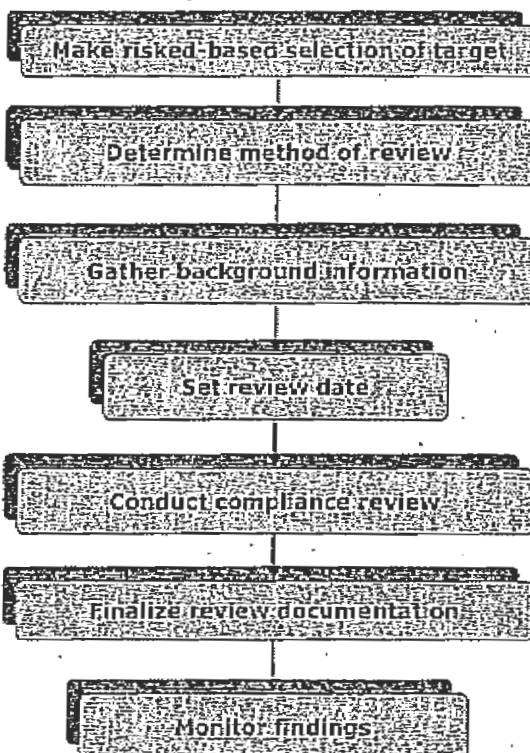 Make risked-based selection of target
Determine method of review
Gather background information
Set review date
Conduct compliance review
Finalize review documentation
Monitor findings